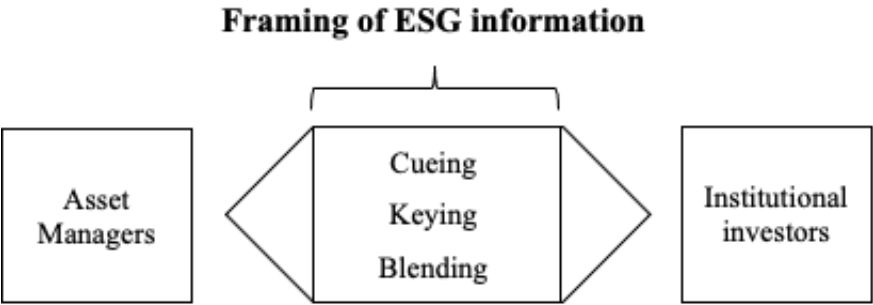 Framing of ESG information
Asset
Managers
Cueing
Keying
Blending
Institutional
investors